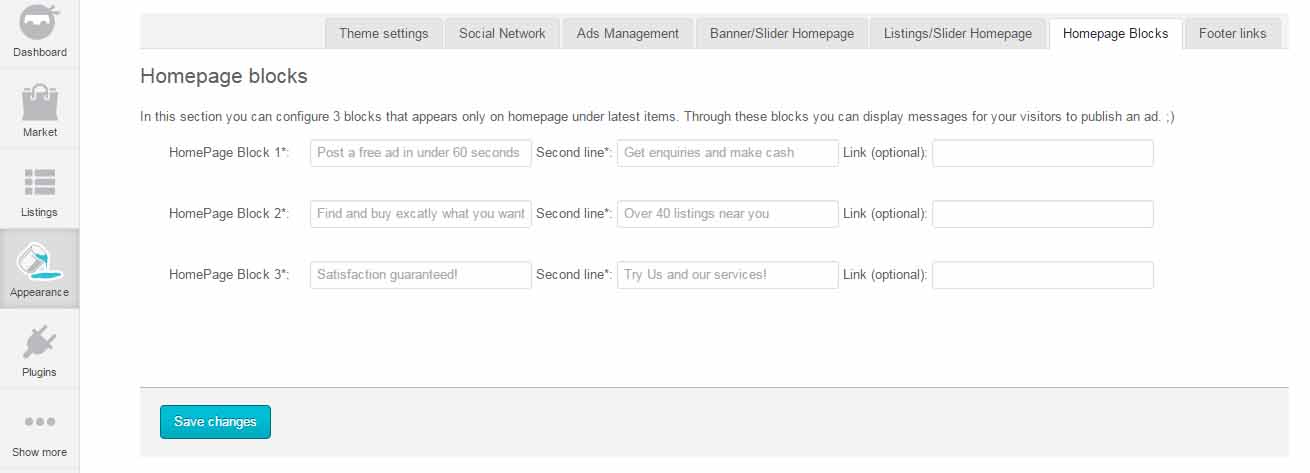 Dashboard
Market
Listings
Appearance
Plugins
Show more
Theme settings
Social Network
Ads Management
Banner/Slider Homepage
Listings/Slider Homepage
Homepage Blocks
Footer links
Homepage blocks
In this section you can configure 3 blocks that appears only on homepage under latest items. Through these blocks you can display messages for your visitors to publish an ad. ;)
HomePage Block 1*: Post a free ad in under 60 seconds Second line*: Get enquiries and make cash Link (optional):
HomePage Block 2*: Find and buy excatly what you want Second line*: Over 40 listings near you Link (optional):
HomePage Block 3*: Satisfaction guaranteed! Second line*: Try Us and our services! Link (optional):
Save changes